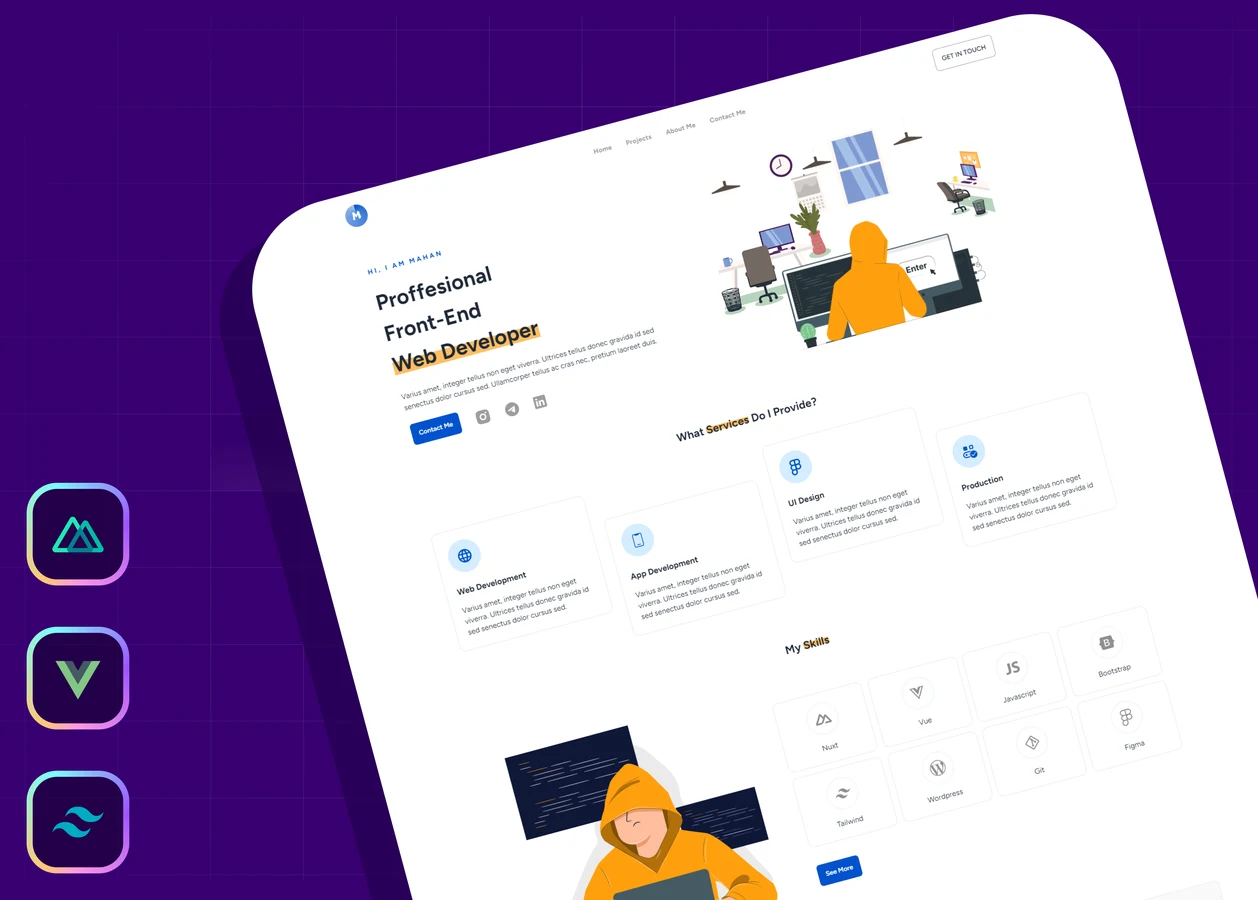 GET IN TOUCH
Home
Projects
About Me
Contact Me
M
HI, I AM MAHAN
Proffesional
Front-End
Web Developer
Varius amet, integer tellus non eget viverra. Ultrices tellus donec gravida id sed
senectus dolor cursus sed. Ullamcorper tellus ac cras nec, pretium laoreet duis.
Contact Me
Enter
What Services Do I Provide?
Web Development
Varius amet, integer tellus non eget
viverra. Ultrices tellus donec gravida id
sed senectus dolor cursus sed.
App Development
Varius amet, integer tellus non eget
viverra. Ultrices tellus donec gravida id
sed senectus dolor cursus sed.
UI Design
Varius amet, integer tellus non eget
viverra. Ultrices tellus donec gravida id
sed senectus dolor cursus sed.
Production
Varius amet, integer tellus non eget
viverra. Ultrices tellus donec gravida id
sed senectus dolor cursus sed.
My Skills
Nuxt
Vue
JS
Javascript
B
Bootstrap
Tailwind
W
Wordpress
Git
Figma
See More